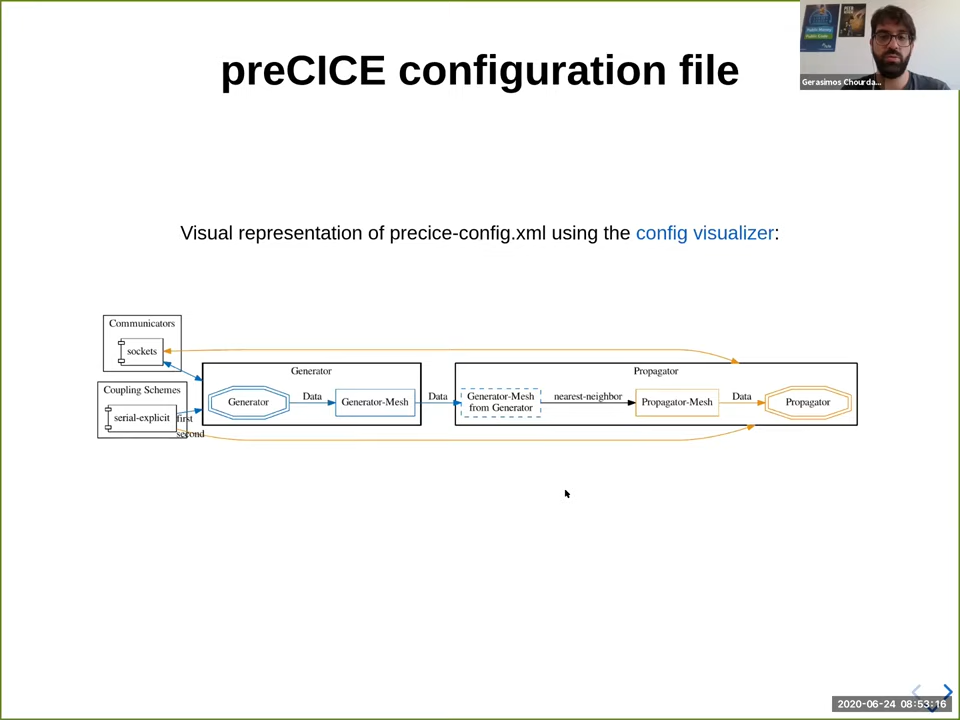 preCICE configuration file
Gerasimos Chourda...
Visual representation of precice-config.xml using the config visualizer:
Communicators
sockets
Coupling Schemes
serial-explicit
first
second
Generator
Generator
Data
Generator-Mesh
Data
Propagator
Generator-Mesh
from Generator
nearest-neighbor
Propagator-Mesh
Data
Propagator
2020-06-24 08:53:16